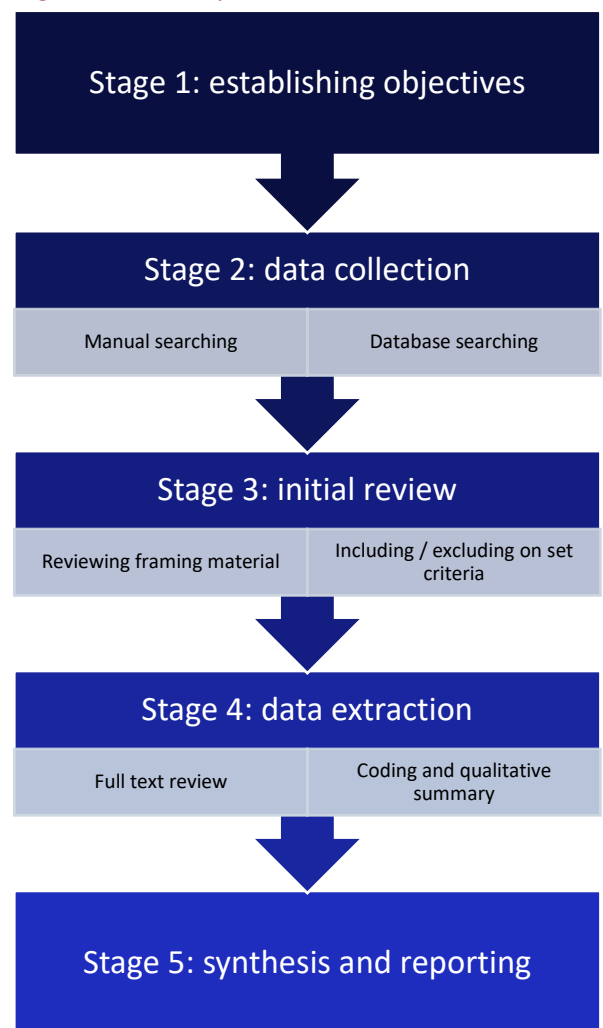 Stage 1: establishing objectives
Stage 2: data collection
Manual searching
Database searching
Stage 3: initial review
Reviewing framing material
Including / excluding on set
criteria
Stage 4: data extraction
Full text review
Coding and qualitative
summary
Stage 5: synthesis and reporting